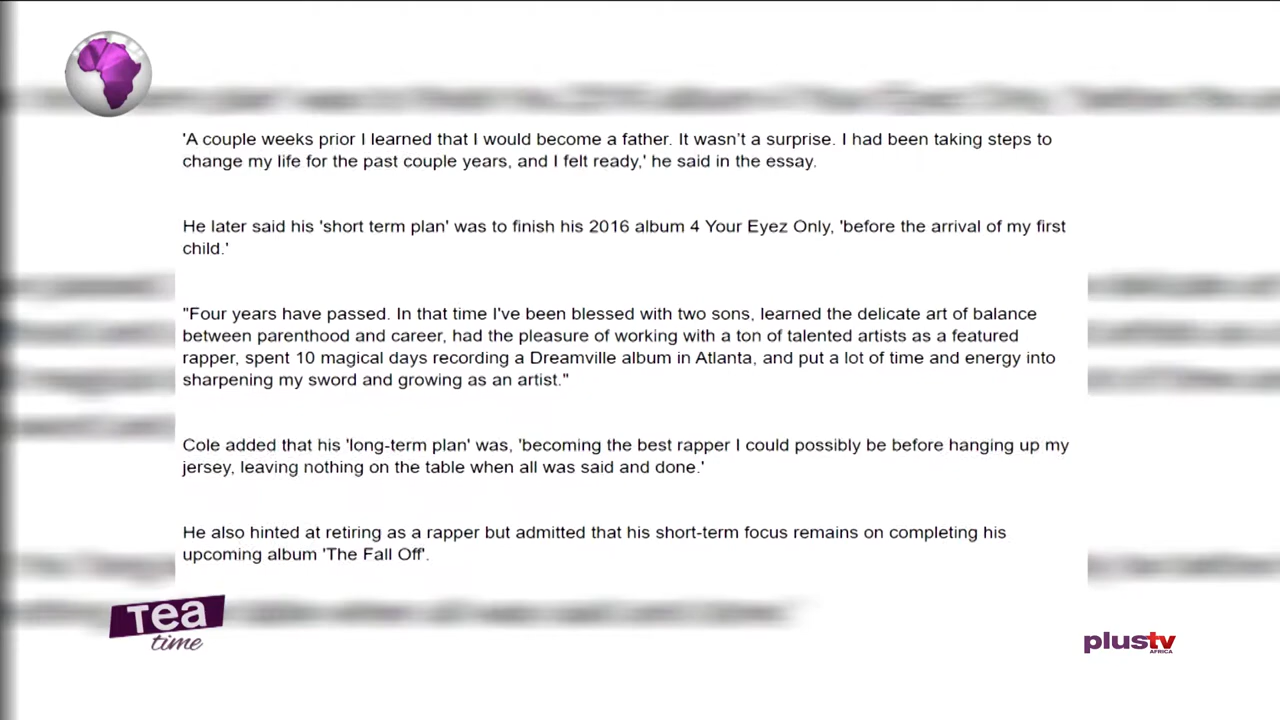 'A couple weeks prior I learned that I would become a father. It wasn't a surprise. I had been taking steps to
change my life for the past couple years, and I felt ready,' he said in the essay.
He later said his 'short term plan' was to finish his 2016 album 4 Your Eyez Only, 'before the arrival of my first
child.'
"Four years have passed. In that time I've been blessed with two sons, learned the delicate art of balance
between parenthood and career, had the pleasure of working with a ton of talented artists as a featured
rapper, spent 10 magical days recording a Dreamville album in Atlanta, and put a lot of time and energy into
sharpening my sword and growing as an artist."
Cole added that his 'long-term plan' was, 'becoming the best rapper I could possibly be before hanging up my
jersey, leaving nothing on the table when all was said and done.'
He also hinted at retiring as a rapper but admitted that his short-term focus remains on completing his
upcoming album 'The Fall Off'.
Tea
time
plustv
AFRICA